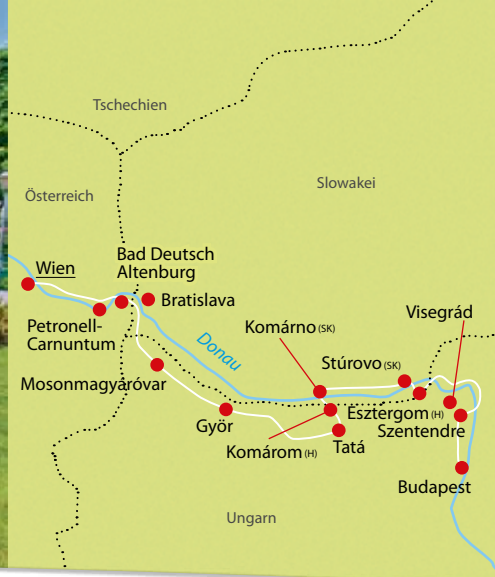 Tschechien
Slowakei
Österreich
Wien
Bad Deutsch
Altenburg
Bratislava
Petronell-
Carnuntum
Donau
Komárno (SK)
Visegrád
Stúrovo (SK)
Mosonmagyáróvar
Györ
Esztergom (H)
Szentendre
Komárom (H)
Tatá
Budapest
Ungarn